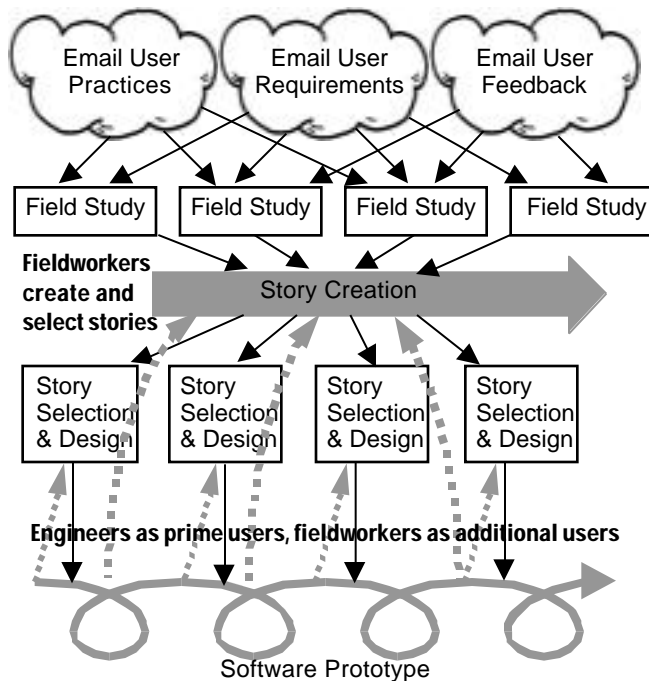 Email User
Practices
Email User
Requirements
Email User
Feedback
Field Study
Field Study
Field Study
Field Study
Fieldworkers
create and
select stories
Story Creation
Story
Selection
& Design
Story
Selection
& Design
Story
Selection
& Design
Story
Selection
& Design
Engineers as prime users, fieldworkers as additional users
Software Prototype